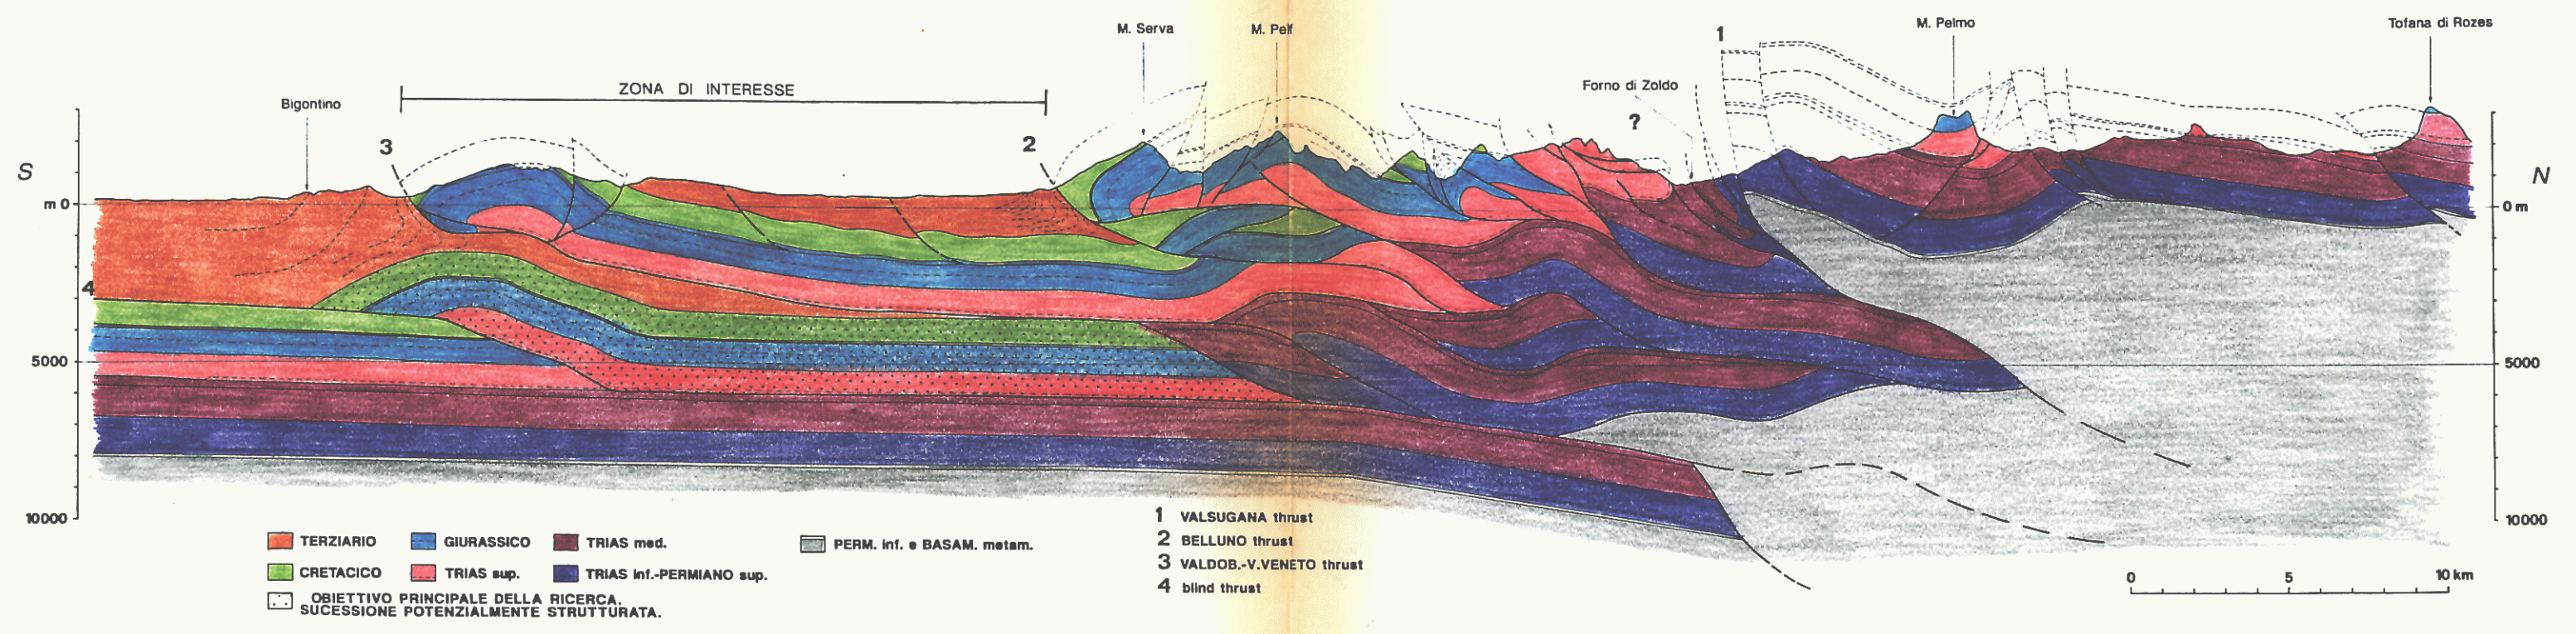 M. Serva
M. Pelf
1
M. Pelmo
Tofana di Rozes
ZONA DI INTERESSE
Forno di Zoldo
Bigontino
?
3
2
S
N
m 0
0 m
4
5000
5000
10000
10000
1 VALSUGANA thrust
2 BELLUNO thrust
3 VALDOB.-V.VENETO thrust
4 blind thrust
TERZIARIO
GIURASSICO
TRIAS med.
PERM. inf. e BASAM. metam.
CRETACICO
TRIAS sup.
TRIAS inf.-PERMIANO sup.
OBIETTIVO PRINCIPALE DELLA RICERCA.
SUCESSIONE POTENZIALMENTE STRUTTURATA.
0 5 10 km